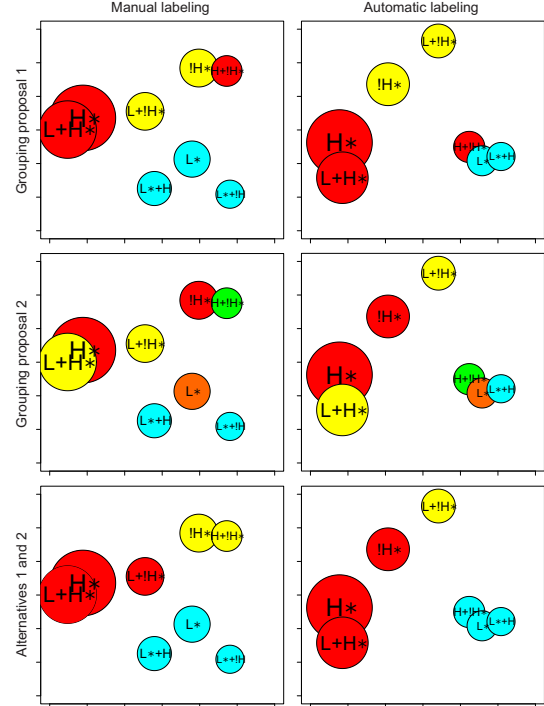 Manual labeling
Automatic labeling
Grouping proposal 1
!H*
H+!H*
L+!H*
H*
L+H*
L*
L*+H
L*+!H
L+!H*
!H*
H*
L+H*
H+!H*
L*
L*+H
Grouping proposal 2
!H*
H+!H*
L+!H*
H*
L+H*
L*
L*+H
L*+!H
L+!H*
!H*
H*
L+H*
H+!H*
L*
L*+H
Alternatives 1 and 2
!H*
H+!H*
L+!H*
H*
L+H*
L*
L*+H
L*+!H
L+!H*
!H*
H*
L+H*
H+!H*
L*
L*+H